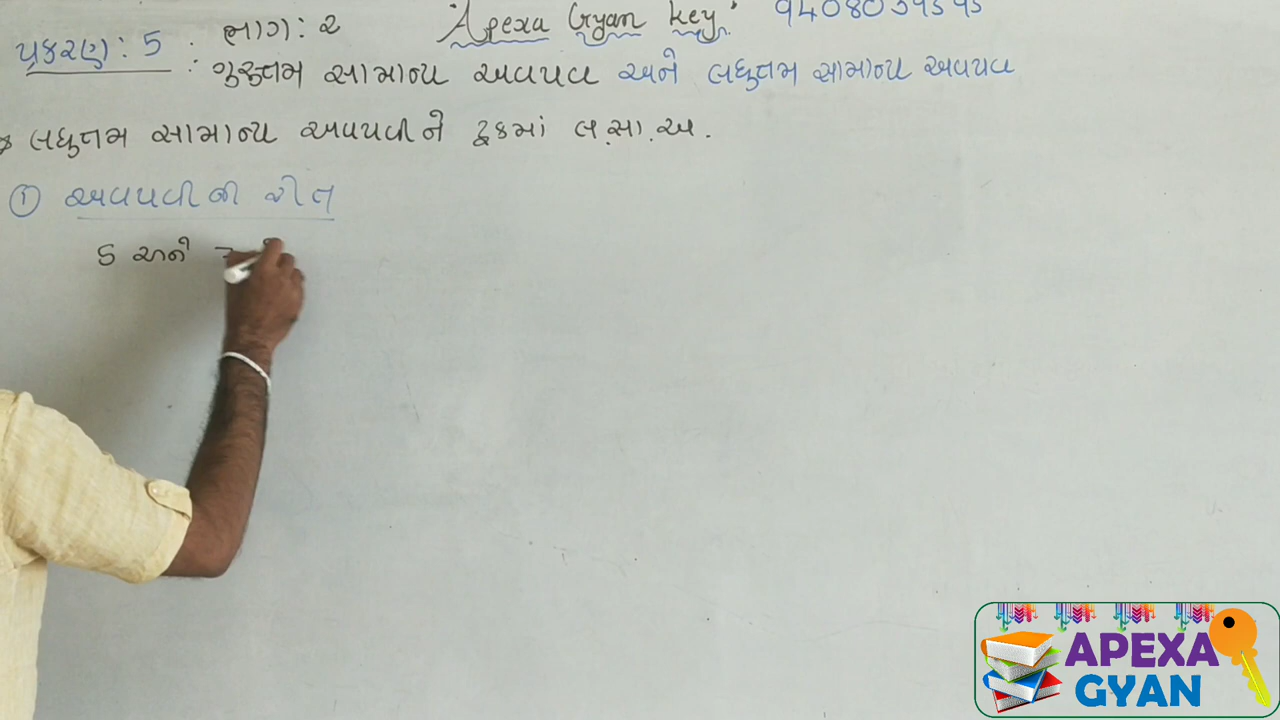 પ્રકરણ: 5 : ભાગ: ૨ 'Apexa Gyan key'
: ગુરુત્તમ સામાન્ય અવયવ અને લઘુત્તમ સામાન્ય અવયવ
લઘુત્તમ સામાન્ય અવયવીને ટૂંકમાં લ.સા.અ.
① અવયવીની રીત
5 અને
APEXA
GYAN